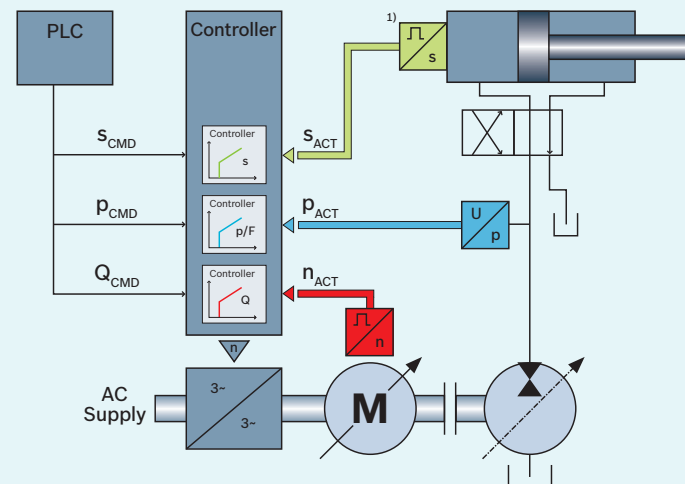 PLC
Controller
1)
s
Controller
s
s_CMD
s_ACT
Controller
p/F
p_CMD
p_ACT
U
p
Controller
Q
Q_CMD
n_ACT
n
n
AC
Supply
3~
3~
M